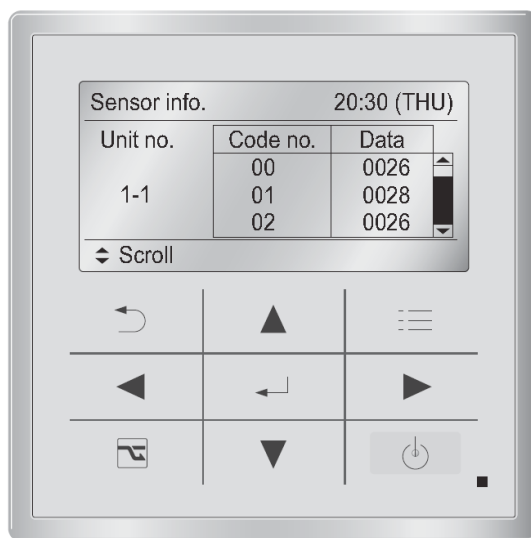 Sensor info. 20:30 (THU)
Unit no. Code no. Data
00 0026
1-1 01 0028
02 0026
Scroll